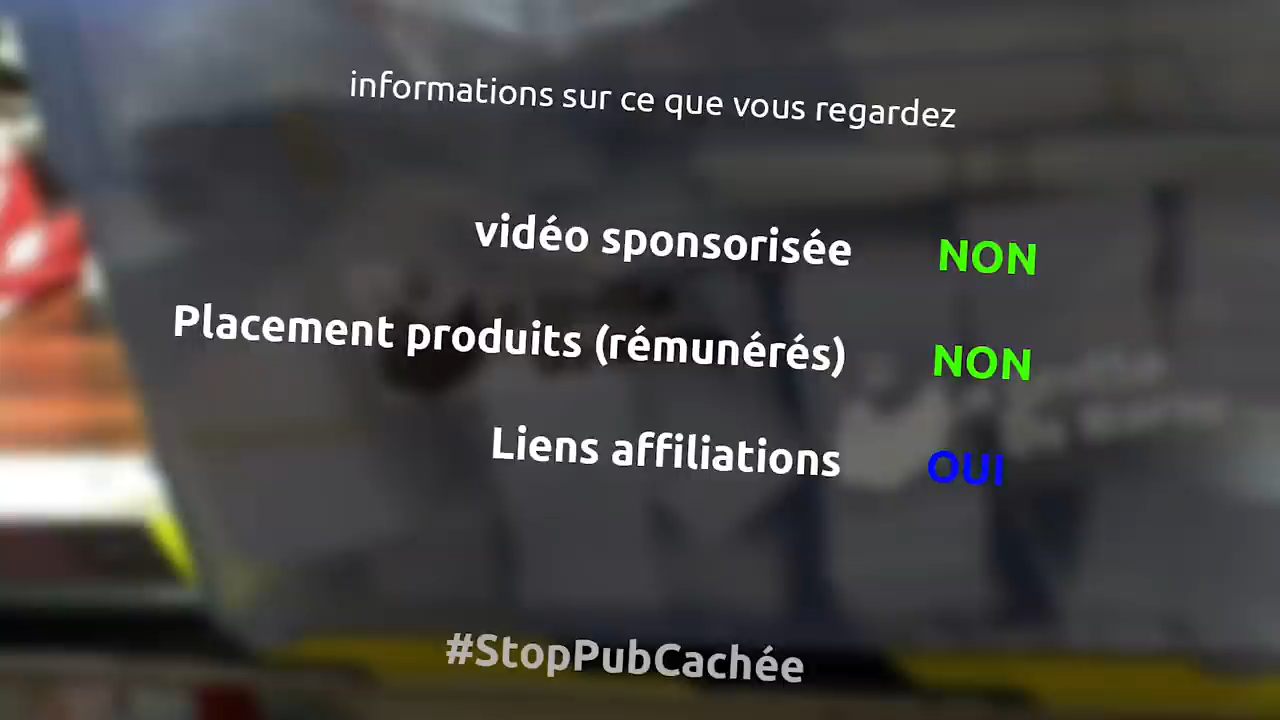 informations sur ce que vous regardez
vidéo sponsorisée NON
Placement produits (rémunérés) NON
Liens affiliations OUI
#StopPubCachée